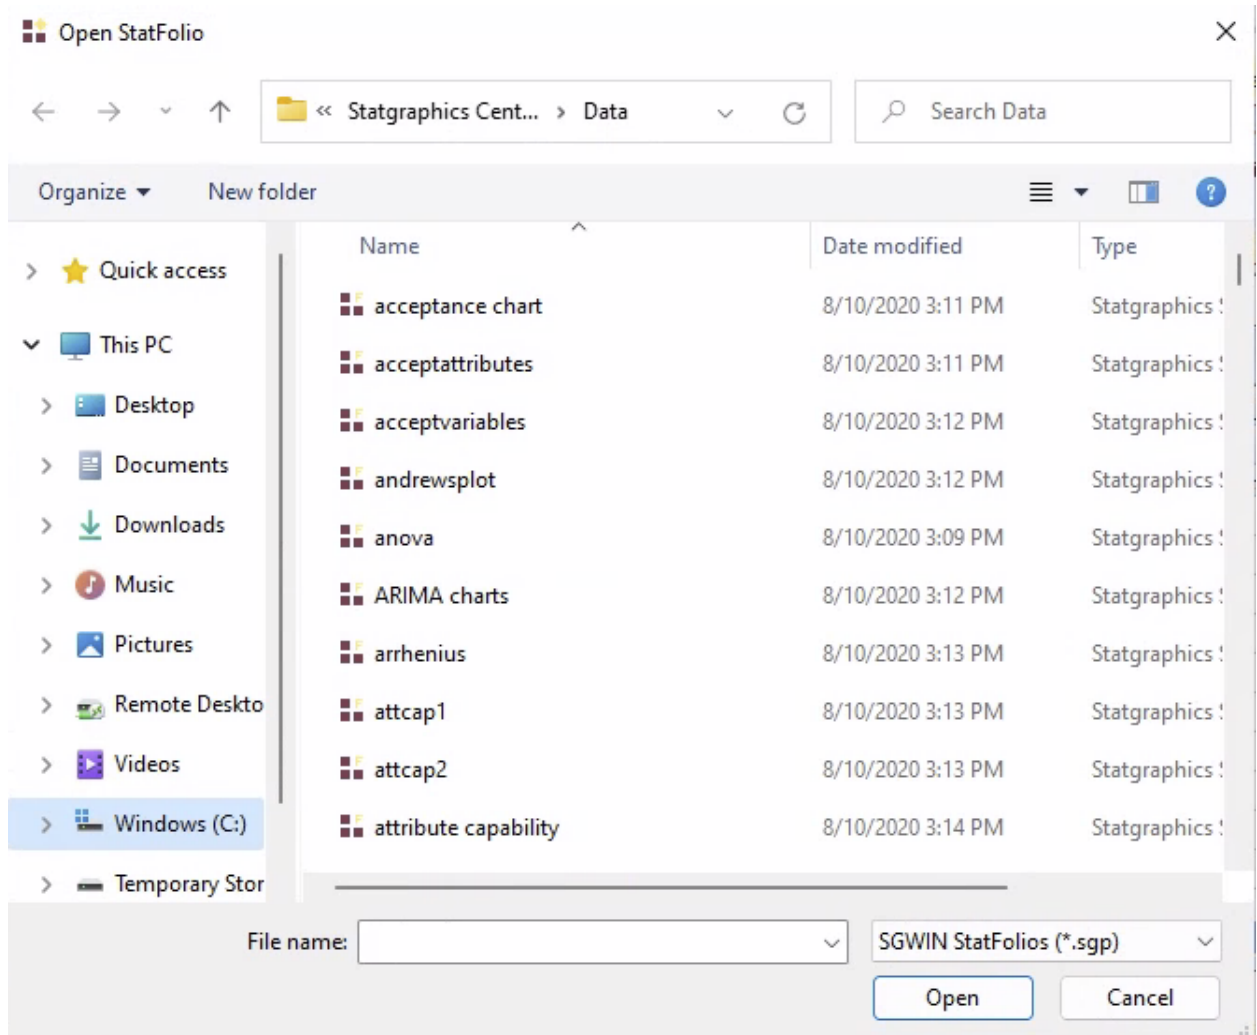 Open StatFolio
« Statgraphics Cent... > Data
Search Data
Organize
New folder
Name
Date modified
Type
Quick access
This PC
Desktop
Documents
Downloads
Music
Pictures
Remote Deskto
Videos
Windows (C:)
Temporary Stor
acceptance chart 8/10/2020 3:11 PM Statgraphics
acceptattributes 8/10/2020 3:11 PM Statgraphics
acceptvariables 8/10/2020 3:12 PM Statgraphics
andrewsplot 8/10/2020 3:12 PM Statgraphics
anova 8/10/2020 3:09 PM Statgraphics
ARIMA charts 8/10/2020 3:12 PM Statgraphics
arrhenius 8/10/2020 3:13 PM Statgraphics
attcap1 8/10/2020 3:13 PM Statgraphics
attcap2 8/10/2020 3:13 PM Statgraphics
attribute capability 8/10/2020 3:14 PM Statgraphics
File name:
SGWIN StatFolios (*.sgp)
Open
Cancel